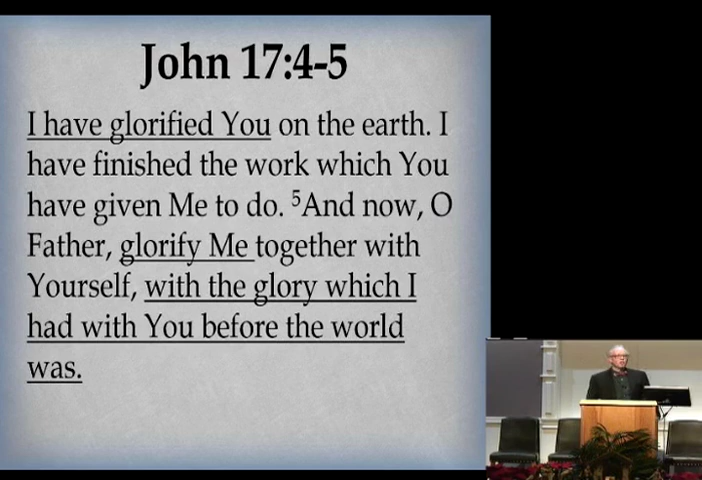 John 17:4-5
I have glorified You on the earth. I
have finished the work which You
have given Me to do. ⁵And now, O
Father, glorify Me together with
Yourself, with the glory which I
had with You before the world
was.